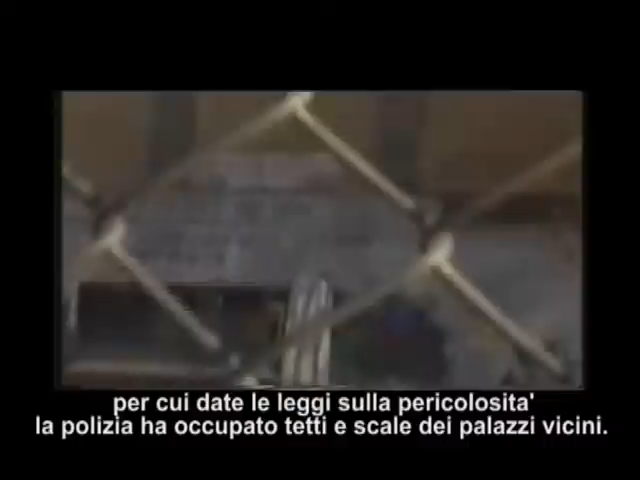 per cui date le leggi sulla pericolosita'
la polizia ha occupato tetti e scale dei palazzi vicini.